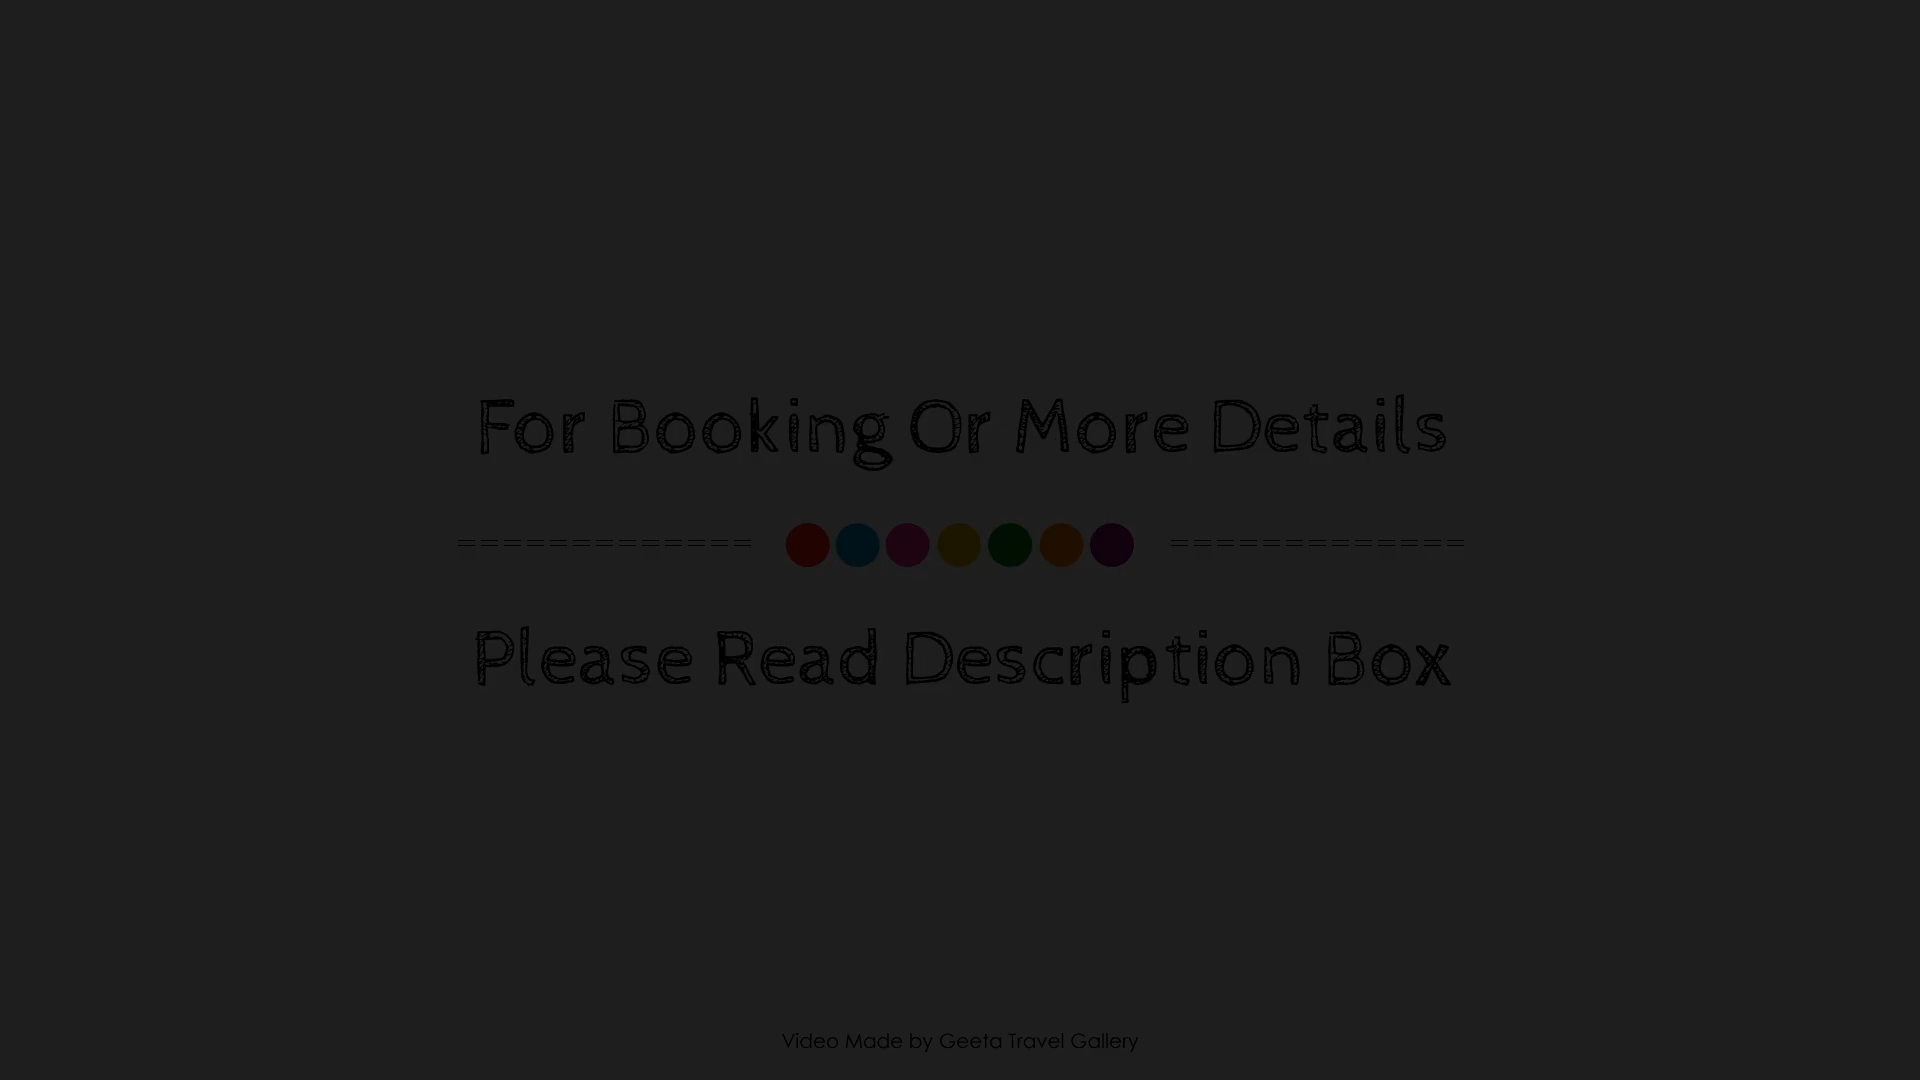 For Booking Or More Details
============= =============
Please Read Description Box
Video Made by Geeta Travel Gallery